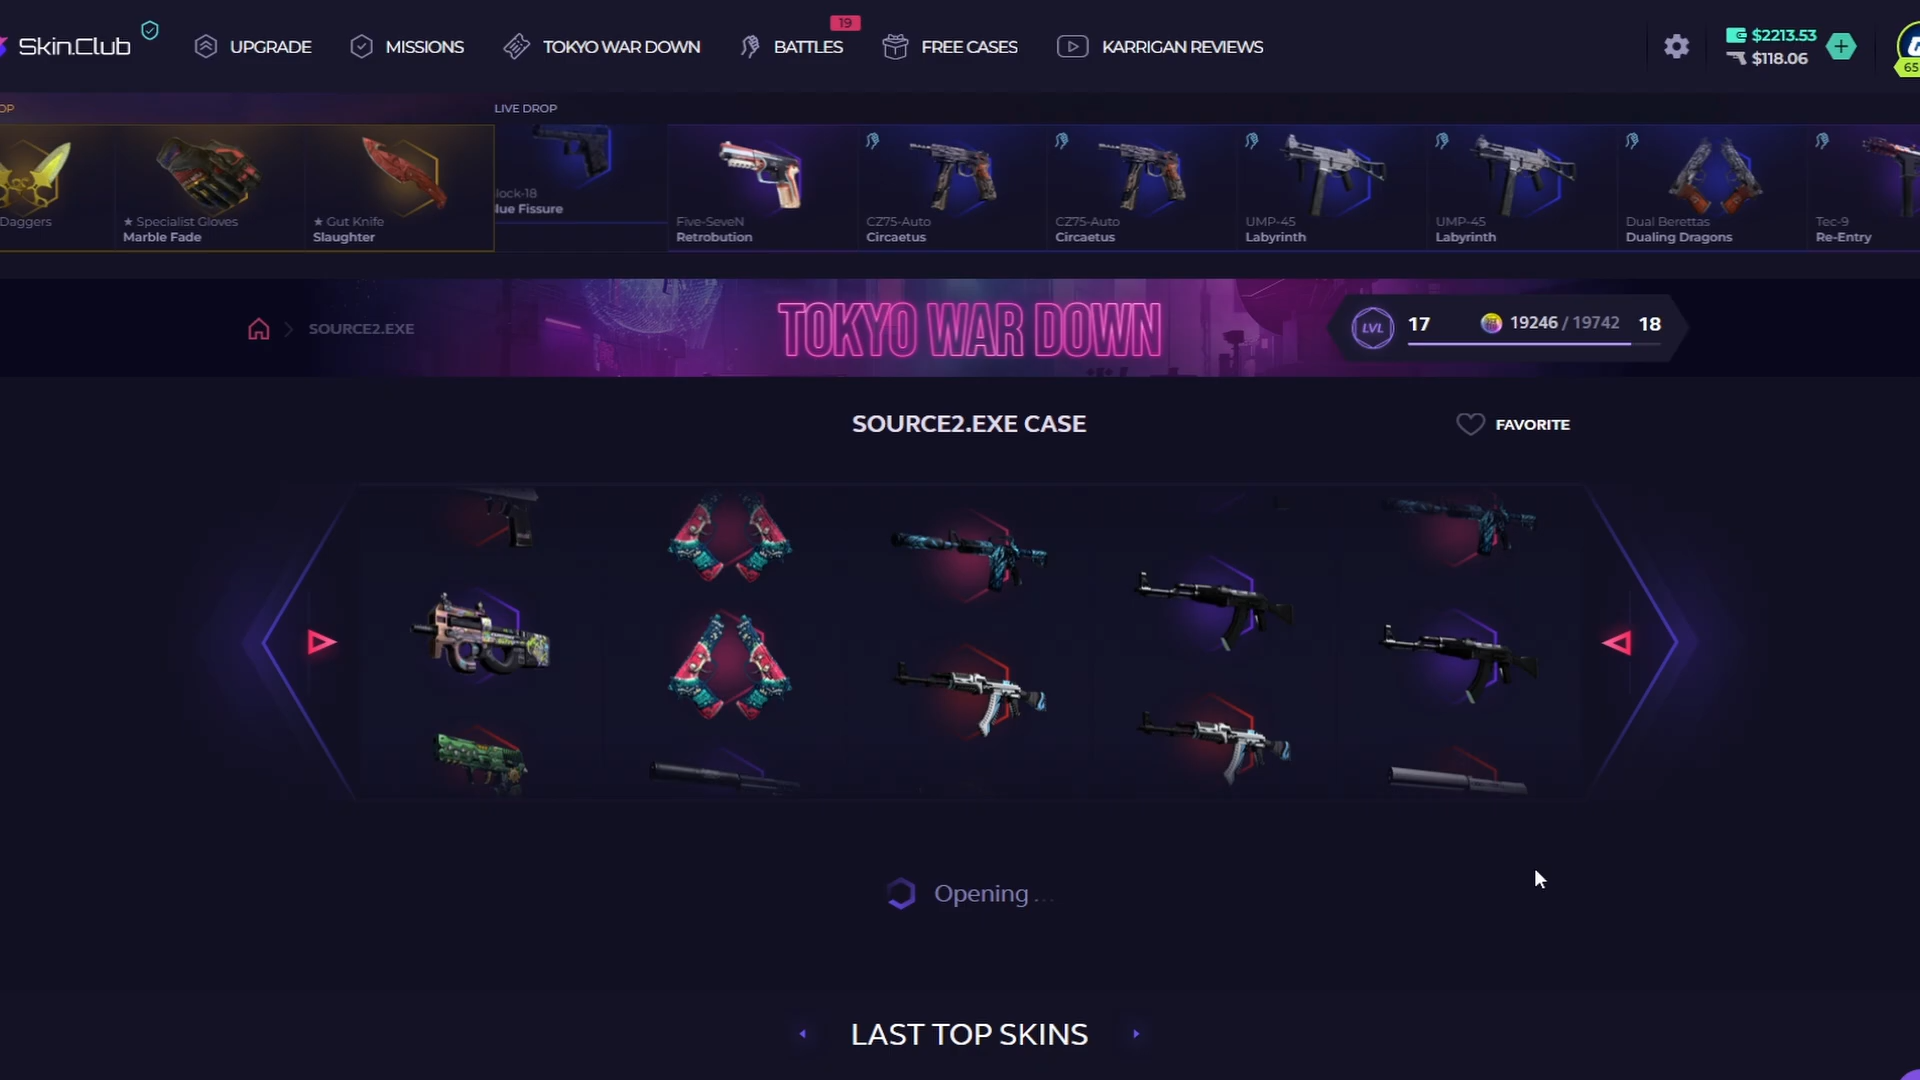 Skin.Club
UPGRADE
MISSIONS
TOKYO WAR DOWN
19
BATTLES
FREE CASES
KARRIGAN REVIEWS
$2213.53
$118.06
65
OP
LIVE DROP
Daggers
★ Specialist Gloves
Marble Fade
★ Gut Knife
Slaughter
lock-18
lue Fissure
Five-SeveN
Retrobution
CZ75-Auto
Circaetus
CZ75-Auto
Circaetus
UMP-45
Labyrinth
UMP-45
Labyrinth
Dual Berettas
Dualing Dragons
Tec-9
Re-Entry
SOURCE2.EXE
TOKYO WAR DOWN
LVL
17
19246 / 19742
18
SOURCE2.EXE CASE
FAVORITE
Opening ...
LAST TOP SKINS